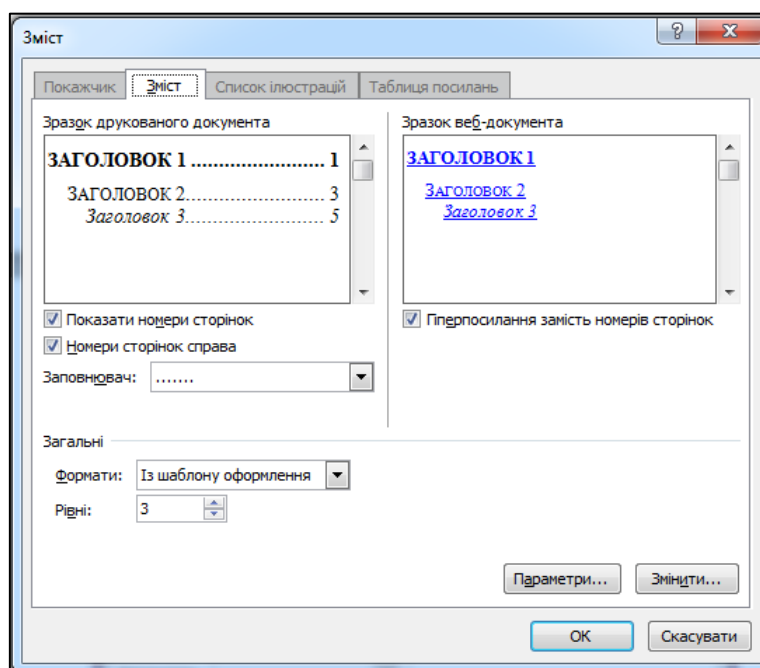 Зміст
Покажчик Зміст Список ілюстрацій Таблиця посилань
Зразок друкованого документа
ЗАГОЛОВОК 1 ........................ 1
ЗАГОЛОВОК 2........................ 3
Заголовок 3........................ 5
Зразок веб-документа
ЗАГОЛОВОК 1
ЗАГОЛОВОК 2
Заголовок 3
Показати номери сторінок
Номери сторінок справа
Заповнювач: .......
Гіперпосилання замість номерів сторінок
Загальні
Формати: Із шаблону оформлення
Рівні: 3
Параметри... Змінити...
ОК Скасувати